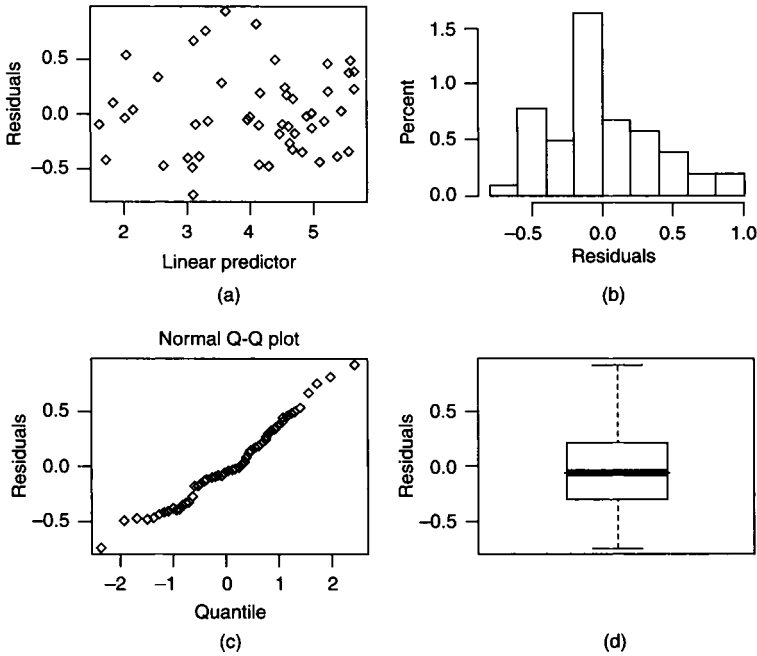 Residuals
0.5
0.0
−0.5
2 3 4 5
Linear predictor
(a)
Percent
1.5
1.0
0.5
0.0
−0.5 0.0 0.5 1.0
Residuals
(b)
Normal Q-Q plot
Residuals
0.5
0.0
−0.5
−2 −1 0 1 2
Quantile
(c)
Residuals
0.5
0.0
−0.5
(d)